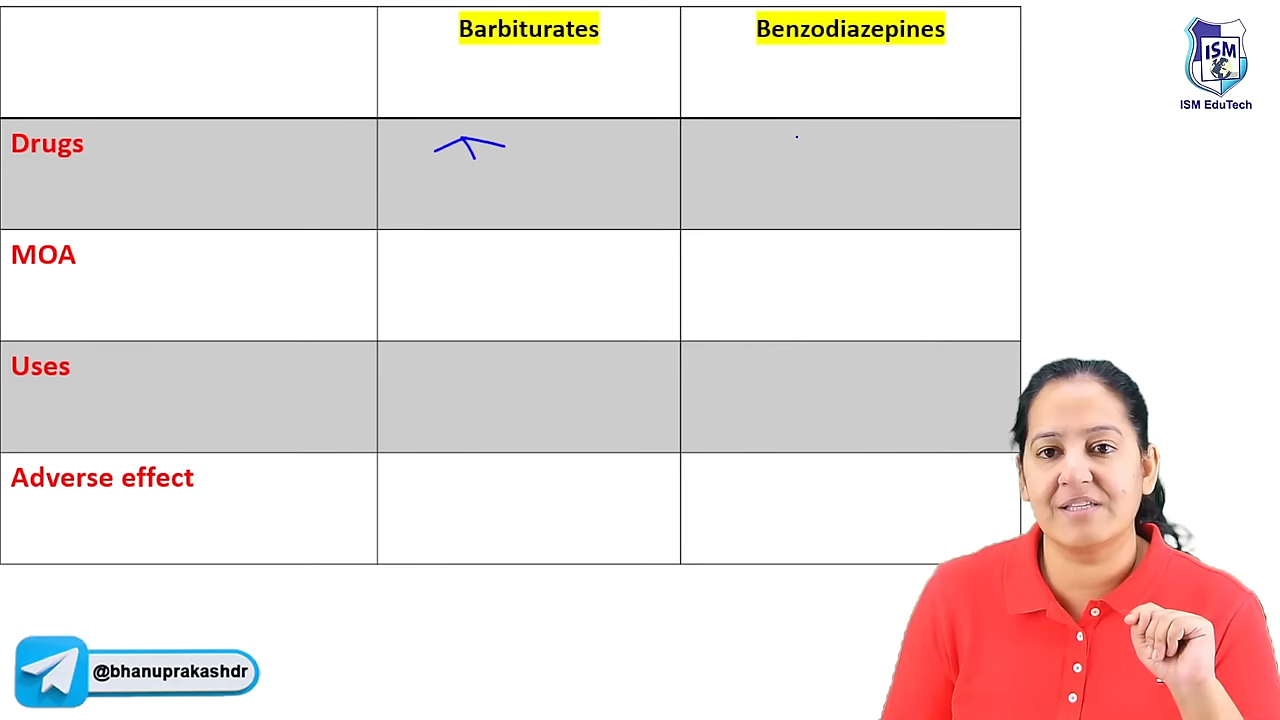 Barbiturates Benzodiazepines
Drugs
MOA
Uses
Adverse effect
ISM
ISM EduTech
@bhanuprakashdr